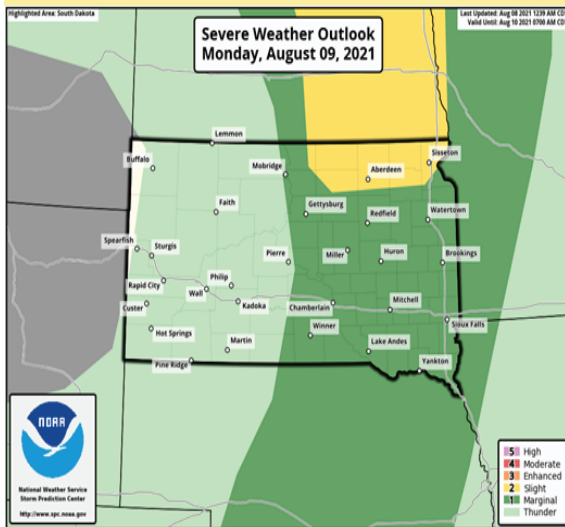 Highlighted Area: South Dakota
Severe Weather Outlook
Monday, August 09, 2021
Last Updated: Aug 08 2021 1239 AM CDT
Valid Until: Aug 10 2021 0700 AM CDT
Lemmon
Buffalo
Mobridge
Sisseton
Aberdeen
Faith
Gettysburg
Redfield
Watertown
Spearfish
Sturgis
Pierre
Miller
Huron
Brookings
Rapid City
Philip
Wall
Custer
Kadoka
Chamberlain
Mitchell
Sioux Falls
Hot Springs
Martin
Winner
Lake Andes
Pine Ridge
Yankton
NOAA
National Weather Service
Storm Prediction Center
http://www.spc.noaa.gov
5 High
4 Moderate
3 Enhanced
2 Slight
1 Marginal
Thunder